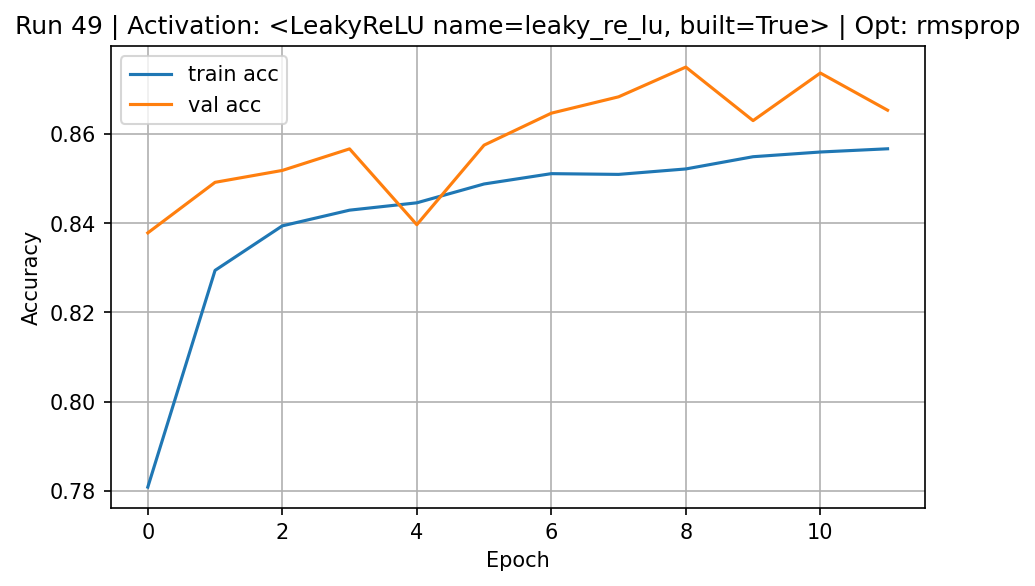 Run 49 | Activation: <LeakyReLU name=leaky_re_lu, built=True> | Opt: rmsprop
train acc
val acc
0.86
0.84
0.82
0.80
0.78
Accuracy
0 2 4 6 8 10
Epoch